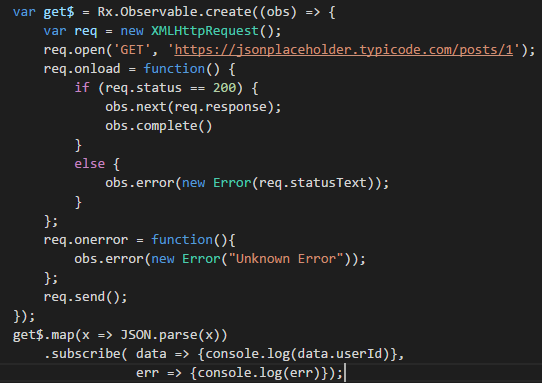 var get$ = Rx.Observable.create((obs) => {
    var req = new XMLHttpRequest();
    req.open('GET', 'https://jsonplaceholder.typicode.com/posts/1');
    req.onload = function() {
        if (req.status == 200) {
            obs.next(req.response);
            obs.complete()
        }
        else {
            obs.error(new Error(req.statusText));
        }
    };
    req.onerror = function(){
        obs.error(new Error("Unknown Error"));
    };
    req.send();
});
get$.map(x => JSON.parse(x))
    .subscribe( data => {console.log(data.userId)},
                err => {console.log(err)});